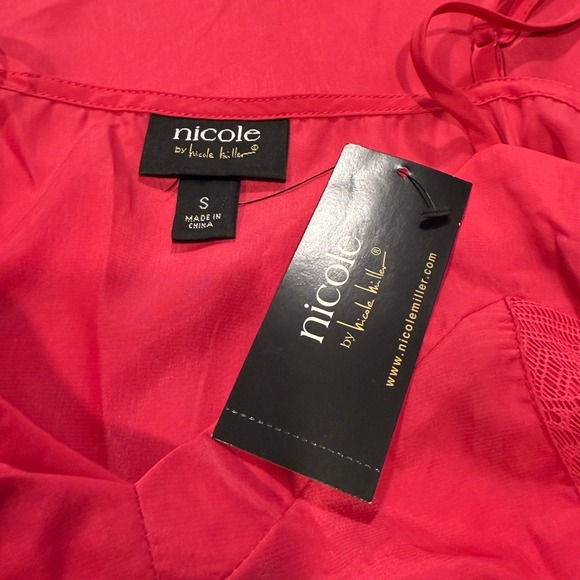 nicole
by nicole miller®
S
MADE IN
CHINA
nicole
by nicole miller®
www.nicolemiller.com